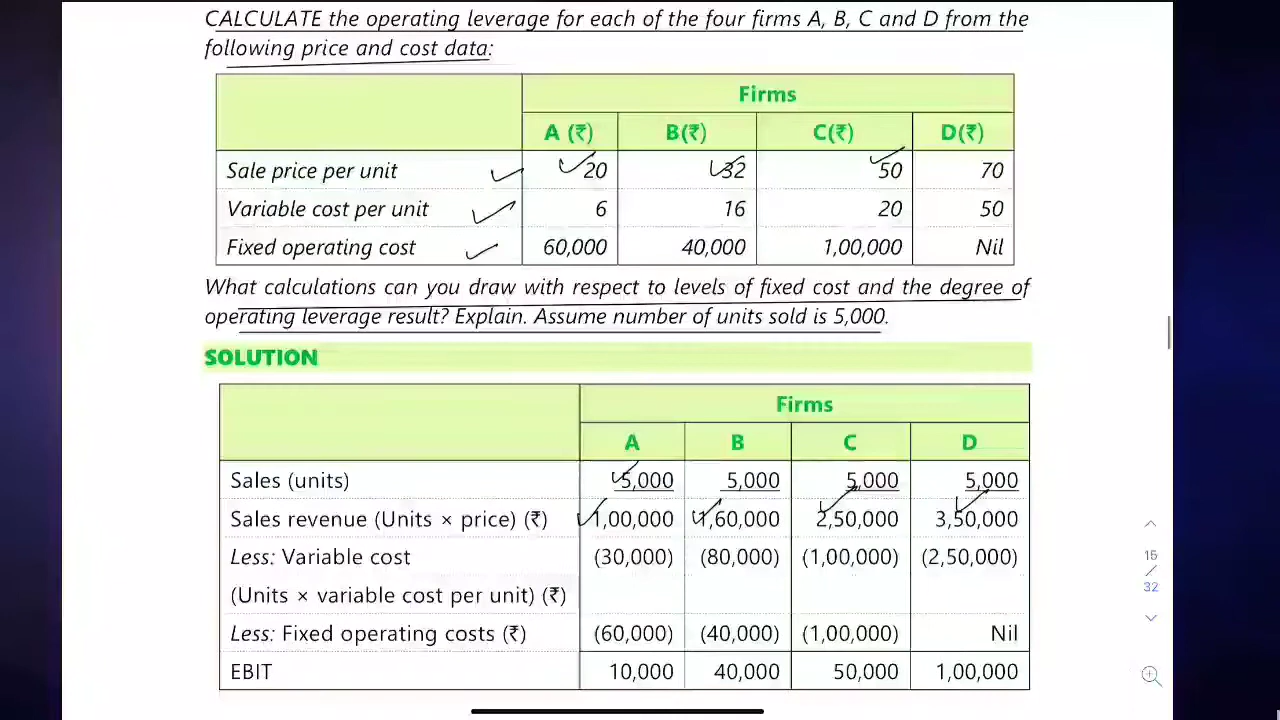 CALCULATE the operating leverage for each of the four firms A, B, C and D from the
following price and cost data:
Firms
A (₹) B(₹) C(₹) D(₹)
Sale price per unit 20 32 50 70
Variable cost per unit 6 16 20 50
Fixed operating cost 60,000 40,000 1,00,000 Nil
What calculations can you draw with respect to levels of fixed cost and the degree of
operating leverage result? Explain. Assume number of units sold is 5,000.
SOLUTION
Firms
A B C D
Sales (units) 5,000 5,000 5,000 5,000
Sales revenue (Units × price) (₹) 1,00,000 1,60,000 2,50,000 3,50,000
Less: Variable cost (30,000) (80,000) (1,00,000) (2,50,000)
(Units × variable cost per unit) (₹)
Less: Fixed operating costs (₹) (60,000) (40,000) (1,00,000) Nil
EBIT 10,000 40,000 50,000 1,00,000
15
/
32